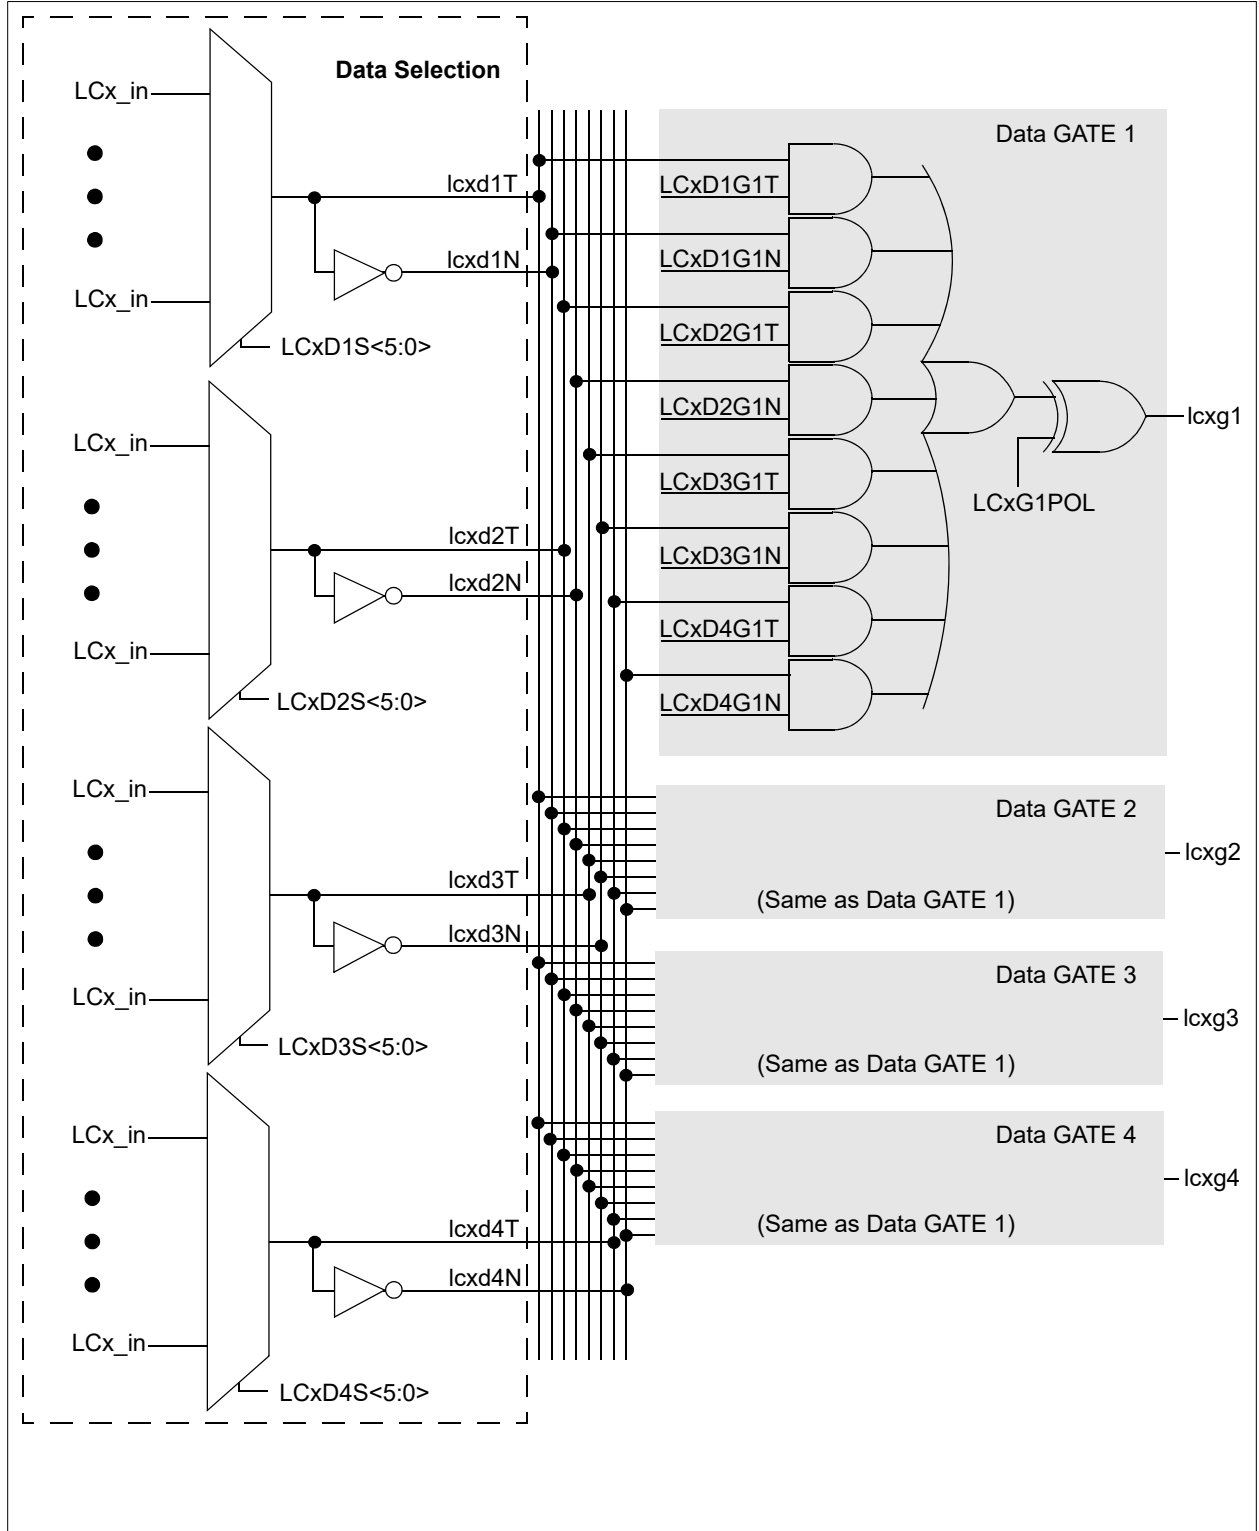 Data Selection
LCx_in
LCx_in
LCxD1S<5:0>
lcxd1T
lcxd1N
LCx_in
LCx_in
LCxD2S<5:0>
lcxd2T
lcxd2N
LCx_in
LCx_in
LCxD3S<5:0>
lcxd3T
lcxd3N
LCx_in
LCx_in
LCxD4S<5:0>
lcxd4T
lcxd4N
Data GATE 1
LCxD1G1T
LCxD1G1N
LCxD2G1T
LCxD2G1N
LCxD3G1T
LCxD3G1N
LCxD4G1T
LCxD4G1N
LCxG1POL
lcxg1
Data GATE 2
(Same as Data GATE 1)
lcxg2
Data GATE 3
(Same as Data GATE 1)
lcxg3
Data GATE 4
(Same as Data GATE 1)
lcxg4